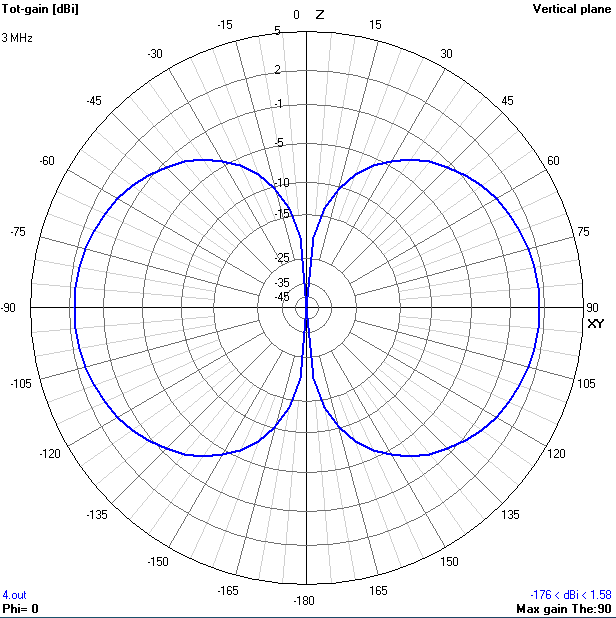 Tot-gain [dBi]
0 Z
Vertical plane
-15 15
5
3 MHz
-30 30
2
-45 45
-1
-5
-60 60
-10
-15
-75 75
-25
-35
-45
-90 90
XY
-105 105
-120 120
-135 135
-150 150
-165 165
4.out
-180
-176 < dBi < 1.58
Phi= 0
Max gain The:90